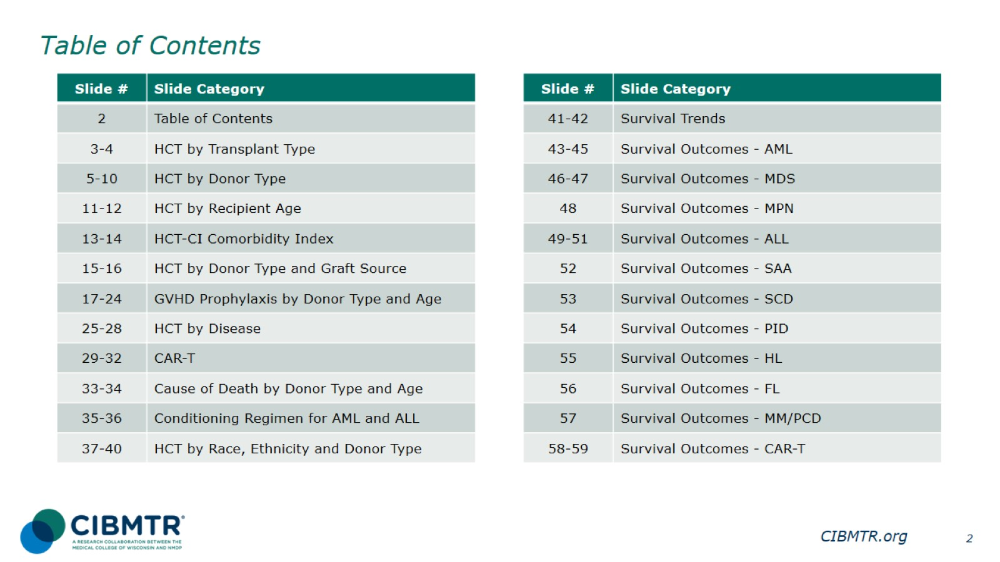 Table of Contents
Slide # Slide Category
2 Table of Contents
3-4 HCT by Transplant Type
5-10 HCT by Donor Type
11-12 HCT by Recipient Age
13-14 HCT-CI Comorbidity Index
15-16 HCT by Donor Type and Graft Source
17-24 GVHD Prophylaxis by Donor Type and Age
25-28 HCT by Disease
29-32 CAR-T
33-34 Cause of Death by Donor Type and Age
35-36 Conditioning Regimen for AML and ALL
37-40 HCT by Race, Ethnicity and Donor Type
Slide # Slide Category
41-42 Survival Trends
43-45 Survival Outcomes - AML
46-47 Survival Outcomes - MDS
48 Survival Outcomes - MPN
49-51 Survival Outcomes - ALL
52 Survival Outcomes - SAA
53 Survival Outcomes - SCD
54 Survival Outcomes - PID
55 Survival Outcomes - HL
56 Survival Outcomes - FL
57 Survival Outcomes - MM/PCD
58-59 Survival Outcomes - CAR-T
CIBMTR®
A RESEARCH COLLABORATION BETWEEN THE
MEDICAL COLLEGE OF WISCONSIN AND NMDP
CIBMTR.org
2